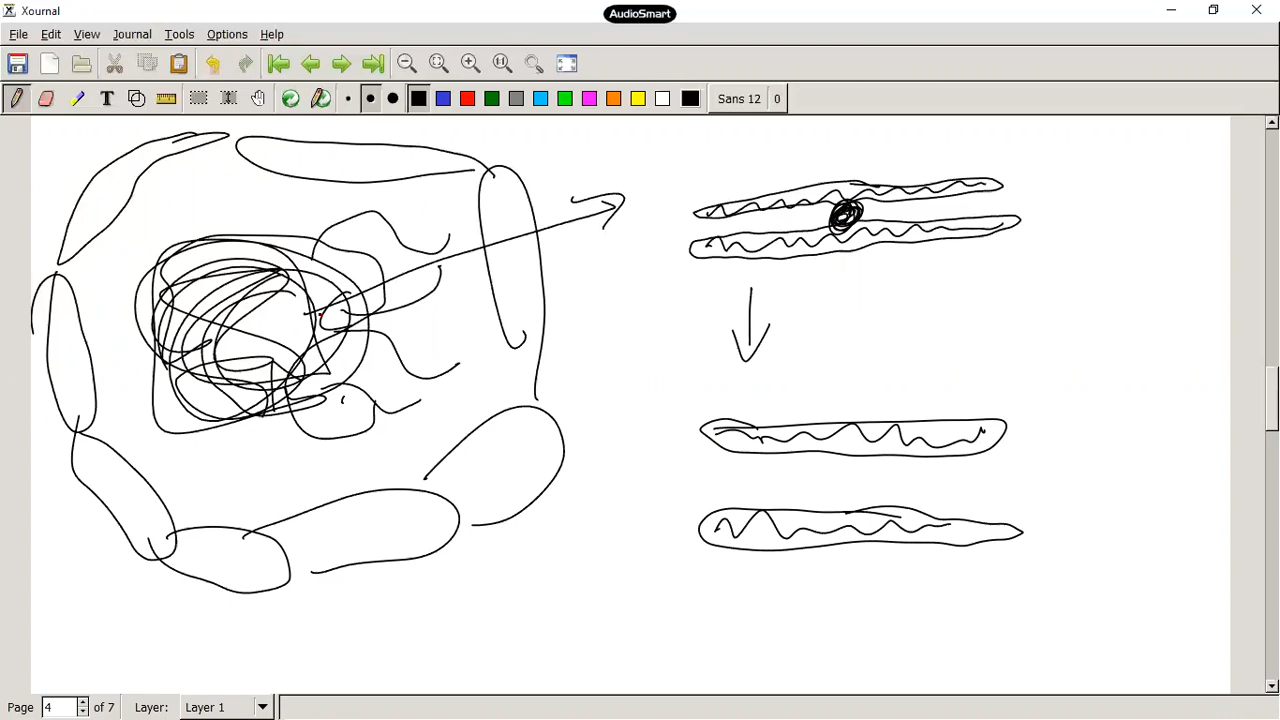 Xournal
AudioSmart
File Edit View Journal Tools Options Help
T Sans 12 0
Page 4 of 7 Layer: Layer 1